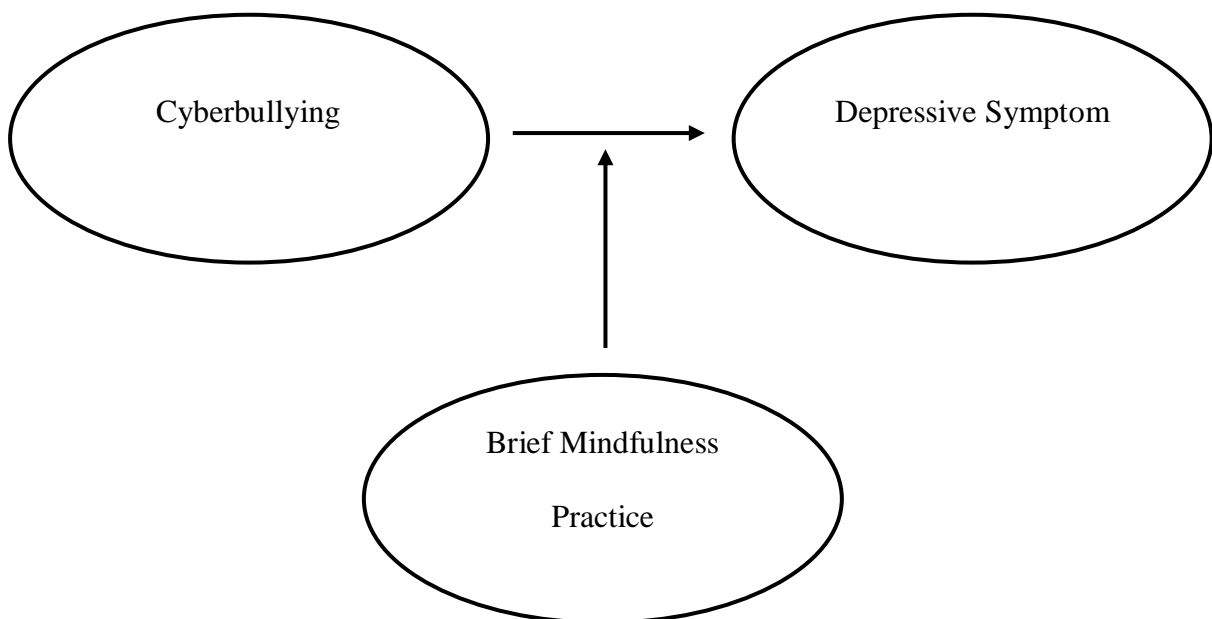 Cyberbullying
Depressive Symptom
Brief Mindfulness
Practice